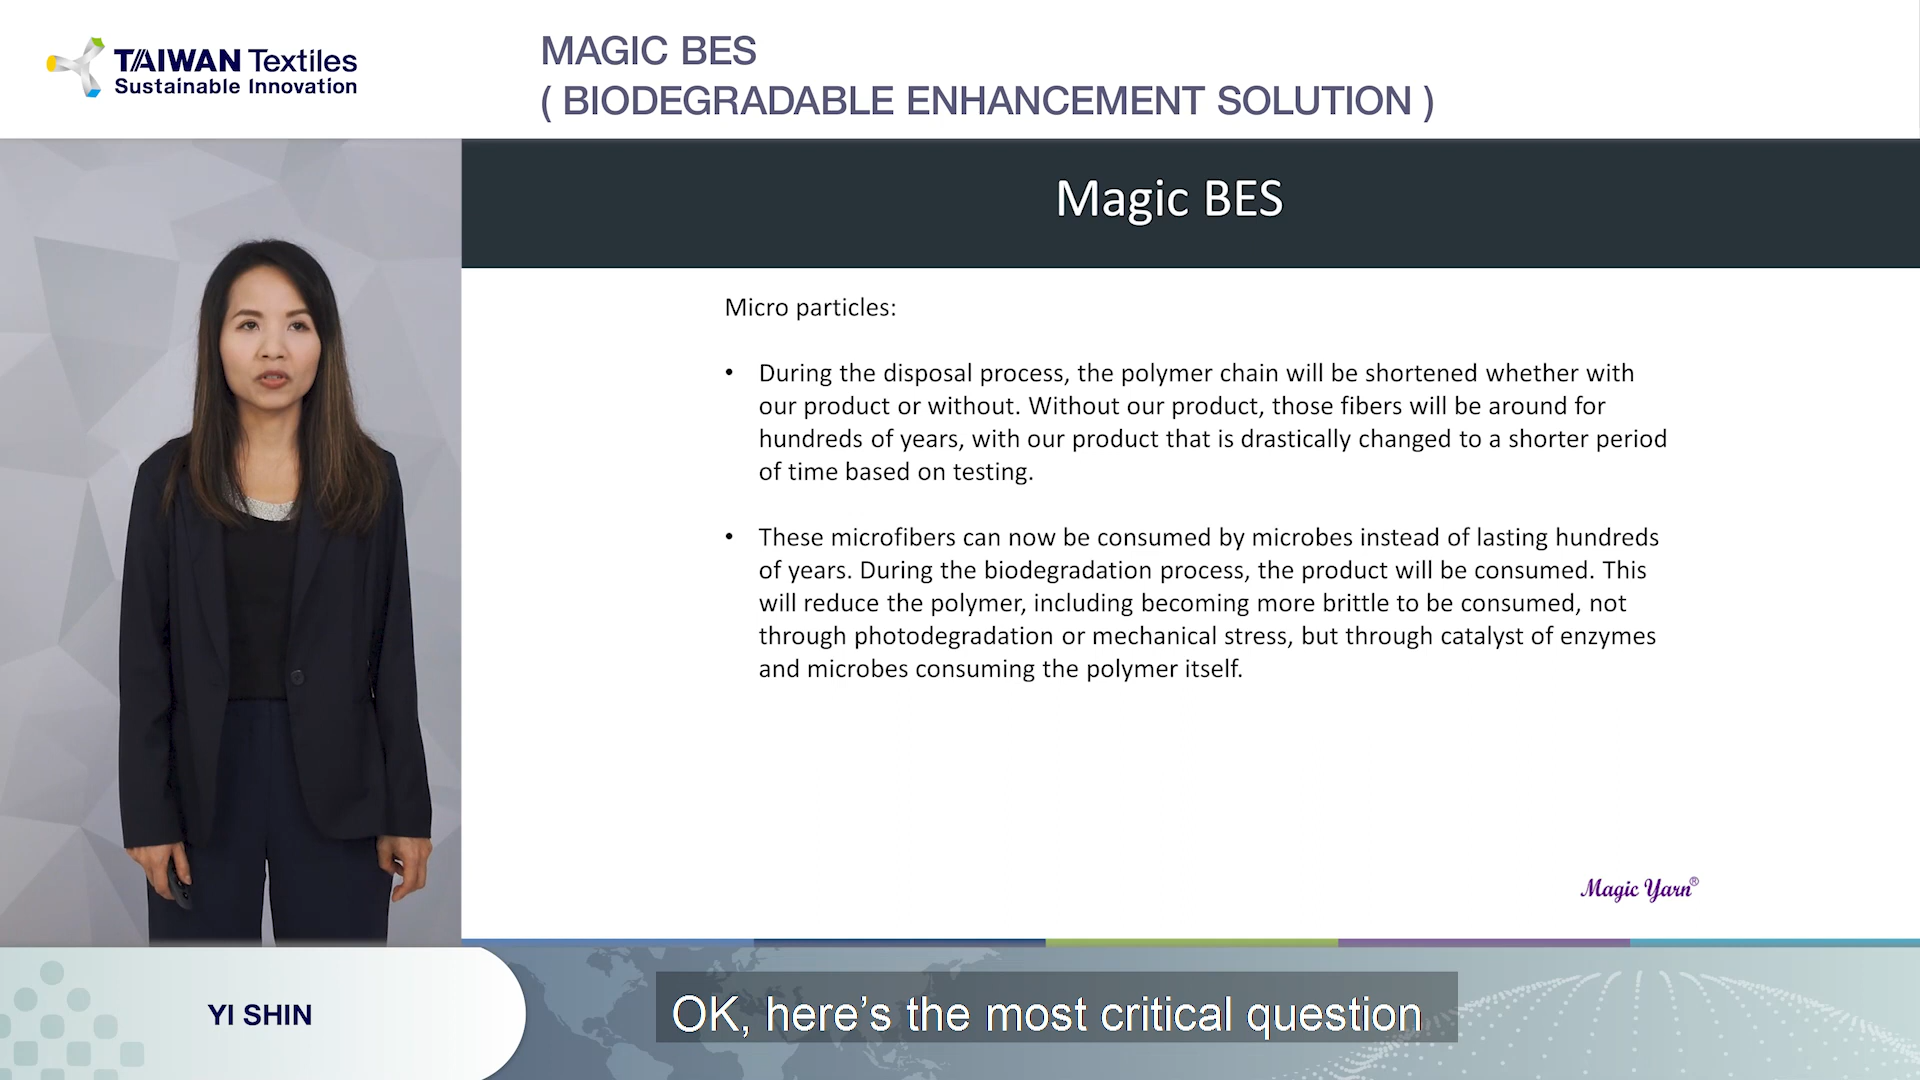 TAIWAN Textiles
Sustainable Innovation
MAGIC BES
( BIODEGRADABLE ENHANCEMENT SOLUTION )
Magic BES
Micro particles:
• During the disposal process, the polymer chain will be shortened whether with
our product or without. Without our product, those fibers will be around for
hundreds of years, with our product that is drastically changed to a shorter period
of time based on testing.
• These microfibers can now be consumed by microbes instead of lasting hundreds
of years. During the biodegradation process, the product will be consumed. This
will reduce the polymer, including becoming more brittle to be consumed, not
through photodegradation or mechanical stress, but through catalyst of enzymes
and microbes consuming the polymer itself.
Magic Yarn®
YI SHIN
OK, here’s the most critical question